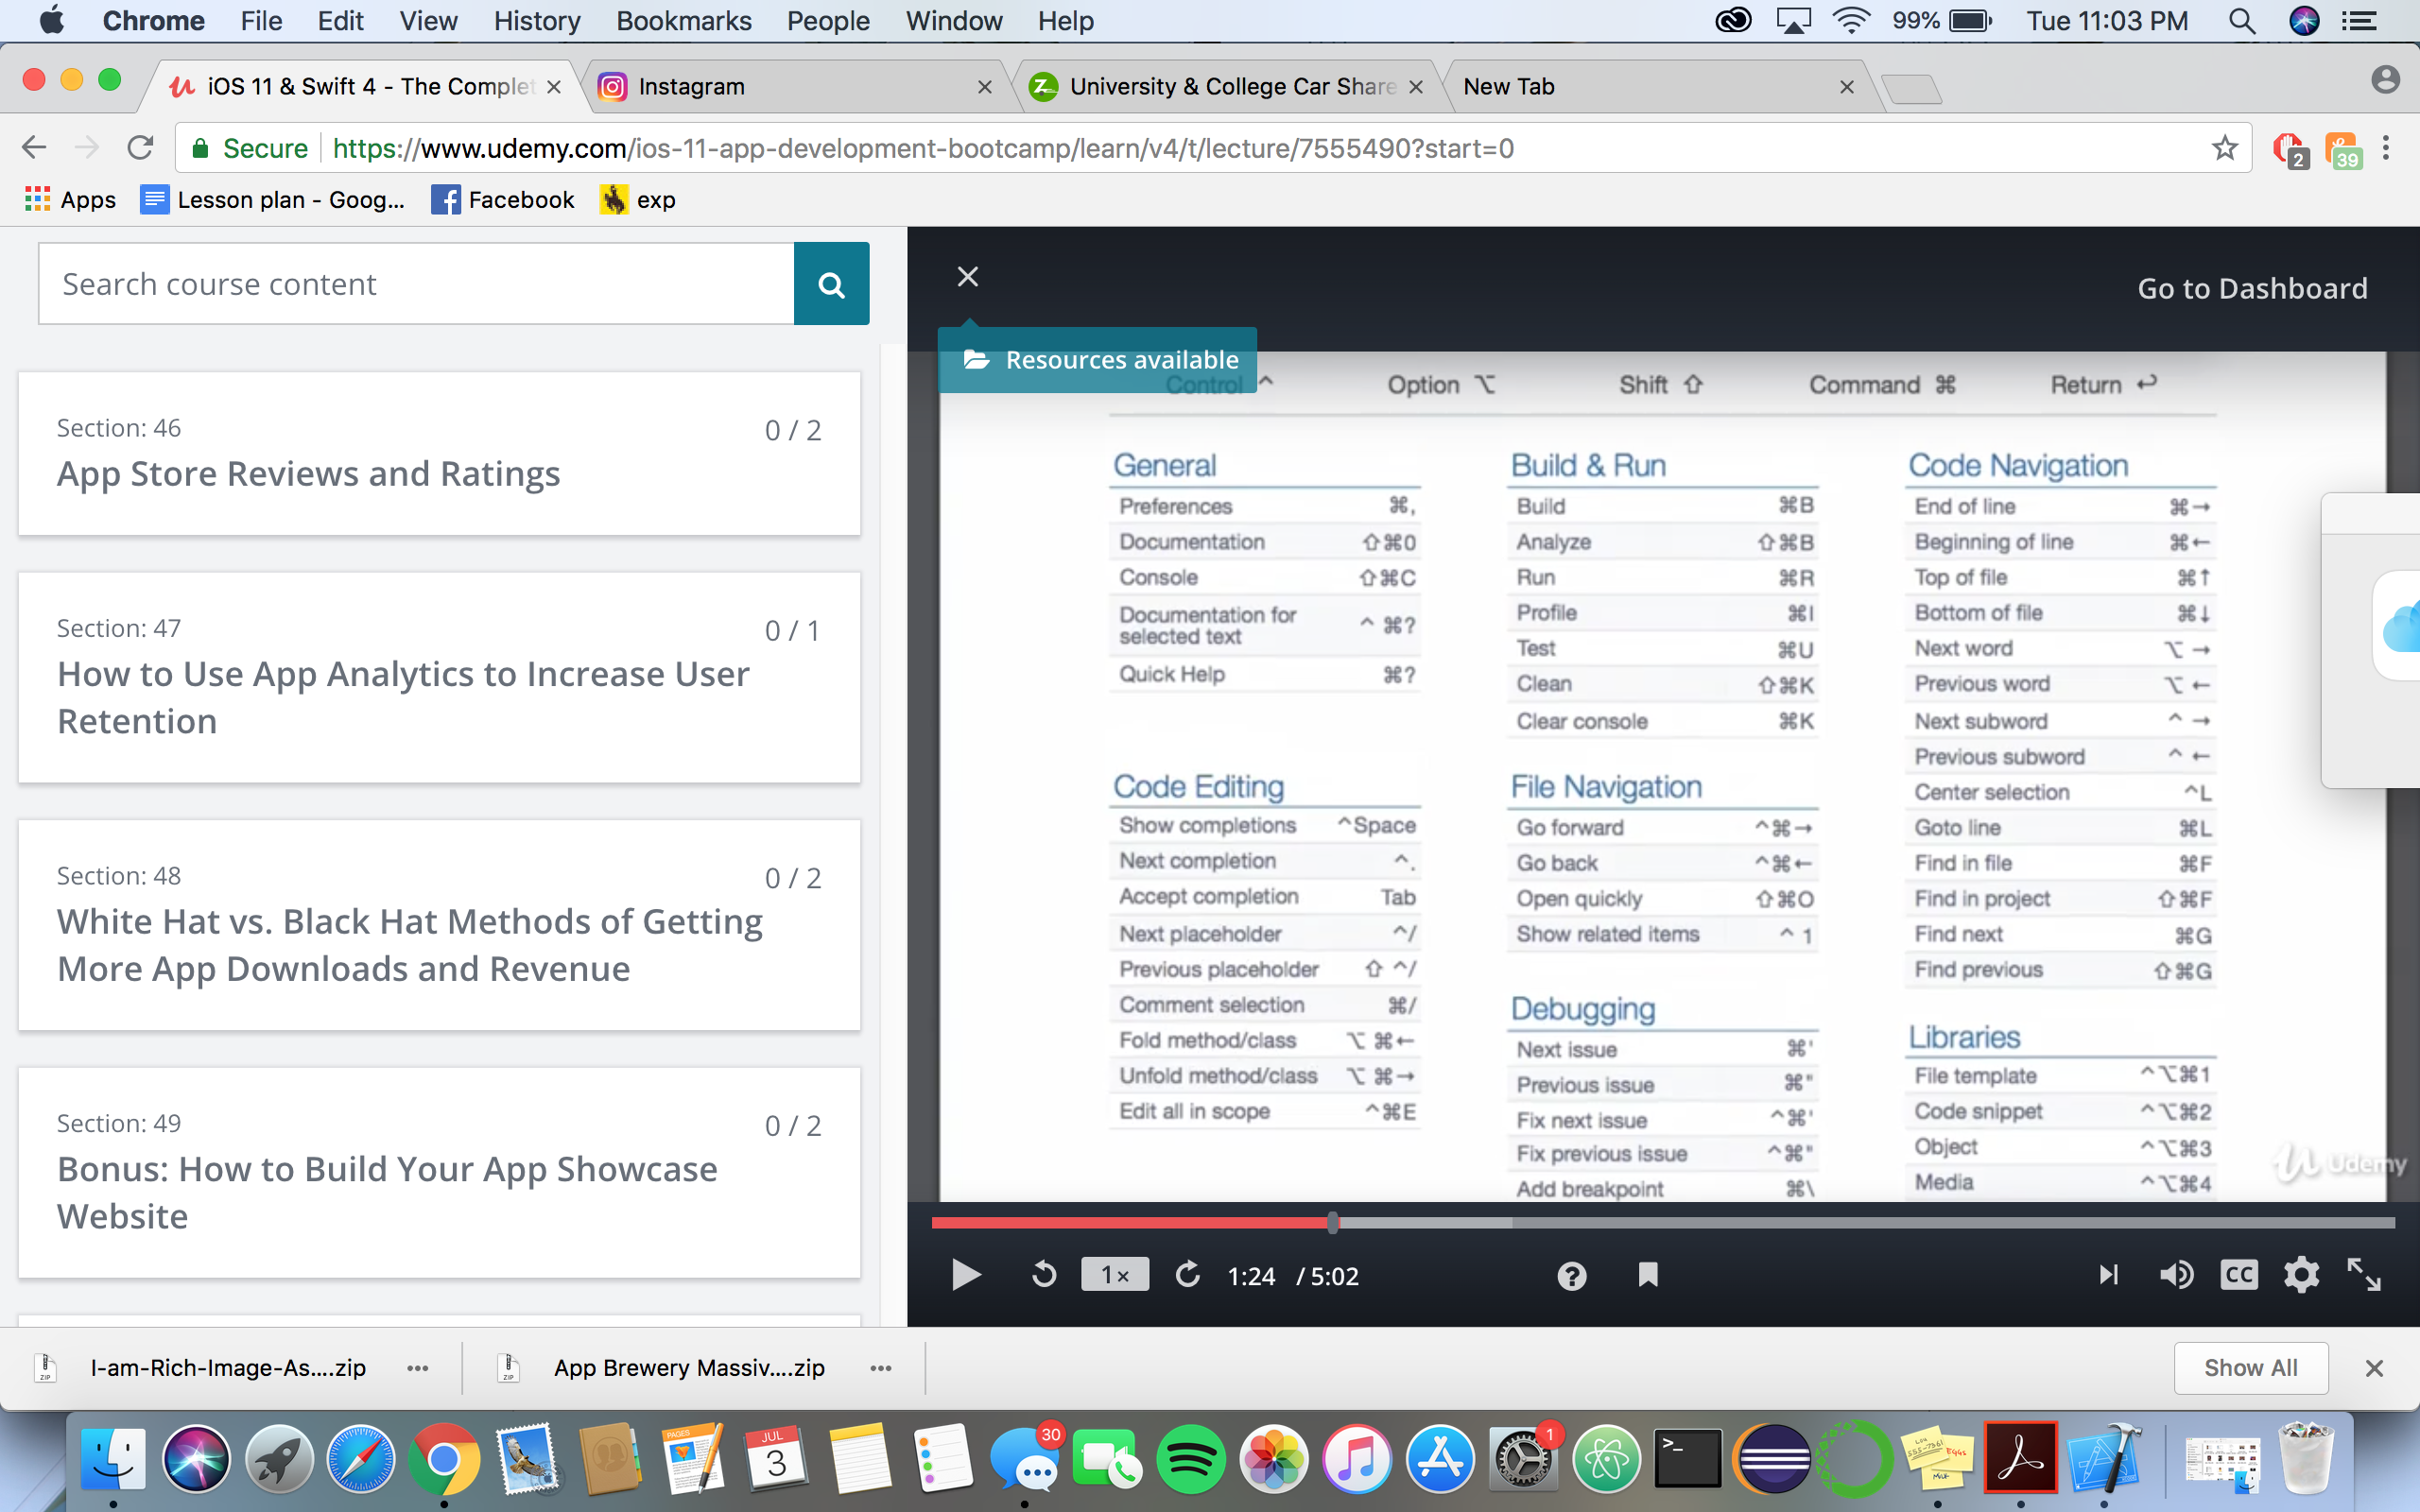 Chrome File Edit View History Bookmarks People Window Help 99% Tue 11:03 PM
iOS 11 & Swift 4 - The Complet Instagram University & College Car Share New Tab
Secure https://www.udemy.com/ios-11-app-development-bootcamp/learn/v4/t/lecture/7555490?start=0 2 39
Apps Lesson plan - Goog... Facebook exp
Search course content
Section: 46
0 / 2
App Store Reviews and Ratings
Section: 47
0 / 1
How to Use App Analytics to Increase User
Retention
Section: 48
0 / 2
White Hat vs. Black Hat Methods of Getting
More App Downloads and Revenue
Section: 49
0 / 2
Bonus: How to Build Your App Showcase
Website
Go to Dashboard
Resources available
Control ^ Option ⌥ Shift ⇧ Command ⌘ Return ↩
General
Preferences ⌘,
Documentation ⇧⌘0
Console ⇧⌘C
Documentation for
selected text ^ ⌘?
Quick Help ⌘?
Code Editing
Show completions ^Space
Next completion ^.
Accept completion Tab
Next placeholder ^/
Previous placeholder ⇧ ^/
Comment selection ⌘/
Fold method/class ⌥ ⌘←
Unfold method/class ⌥ ⌘→
Edit all in scope ^⌘E
Build & Run
Build ⌘B
Analyze ⇧⌘B
Run ⌘R
Profile ⌘I
Test ⌘U
Clean ⇧⌘K
Clear console ⌘K
File Navigation
Go forward ^⌘→
Go back ^⌘←
Open quickly ⇧⌘O
Show related items ^ 1
Debugging
Next issue ⌘'
Previous issue ⌘"
Fix next issue ^⌘'
Fix previous issue ^⌘"
Add breakpoint ⌘\
Code Navigation
End of line ⌘→
Beginning of line ⌘←
Top of file ⌘↑
Bottom of file ⌘↓
Next word ⌥ →
Previous word ⌥ ←
Next subword ^ →
Previous subword ^ ←
Center selection ^L
Goto line ⌘L
Find in file ⌘F
Find in project ⇧⌘F
Find next ⌘G
Find previous ⇧⌘G
Libraries
File template ^⌥⌘1
Code snippet ^⌥⌘2
Object ^⌥⌘3
Media ^⌥⌘4
Udemy
1x 1:24 / 5:02 CC
I-am-Rich-Image-As....zip App Brewery Massiv....zip Show All
PAGES JUL 3 30 1